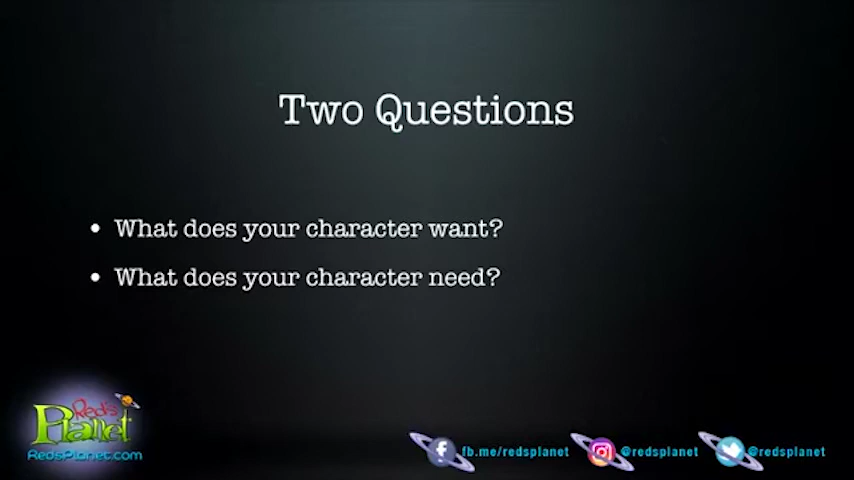 Two Questions
• What does your character want?
• What does your character need?
Red's
Planet
RedsPlanet.com
fb.me/redsplanet
@redsplanet
@redsplanet